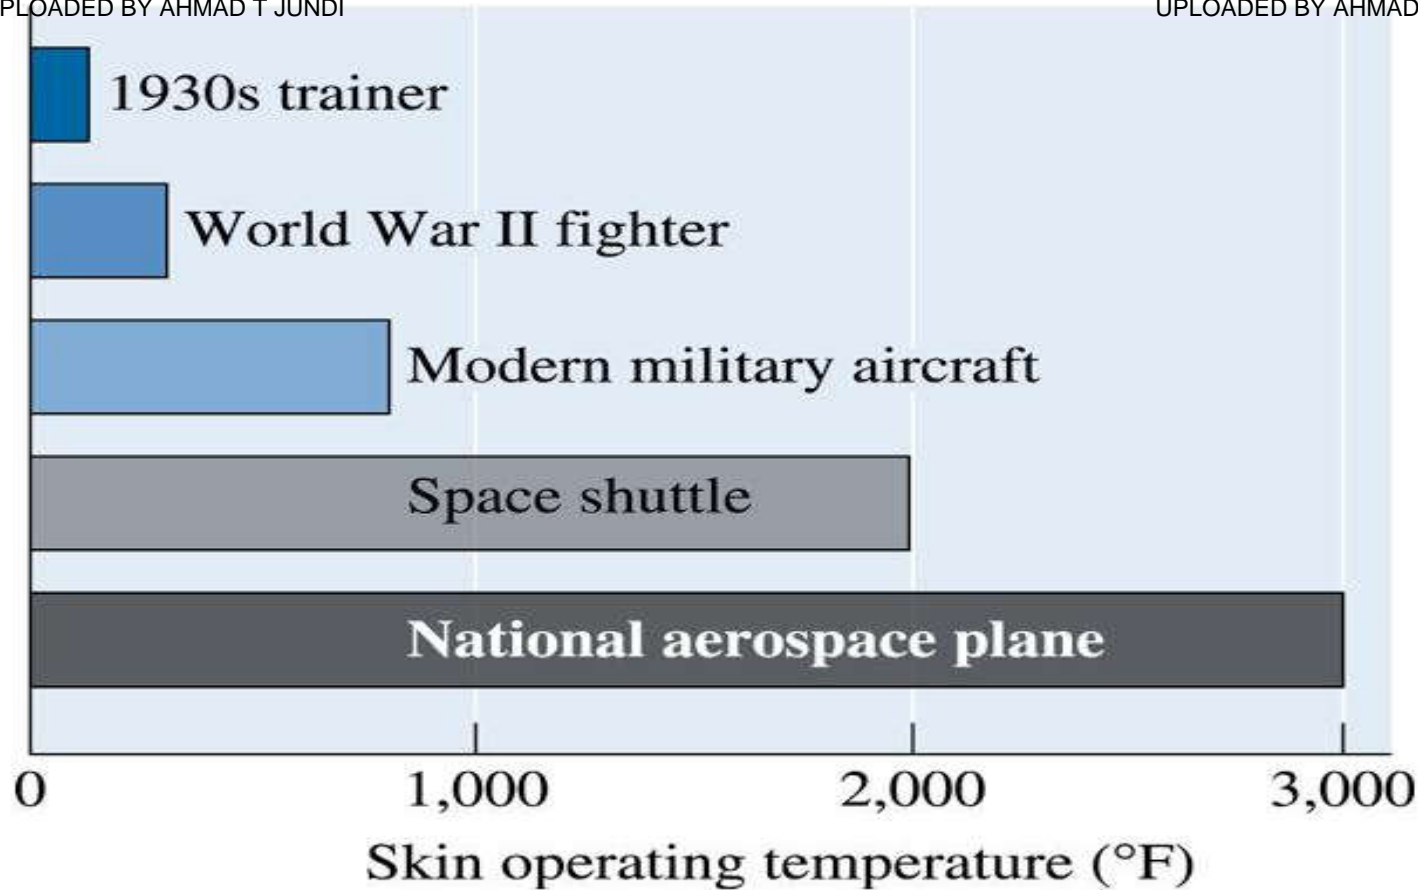 PLOADED BY AHMAD T JUNDI
UPLOADED BY AHMAD
1930s trainer
World War II fighter
Modern military aircraft
Space shuttle
National aerospace plane
0 1,000 2,000 3,000
Skin operating temperature (°F)